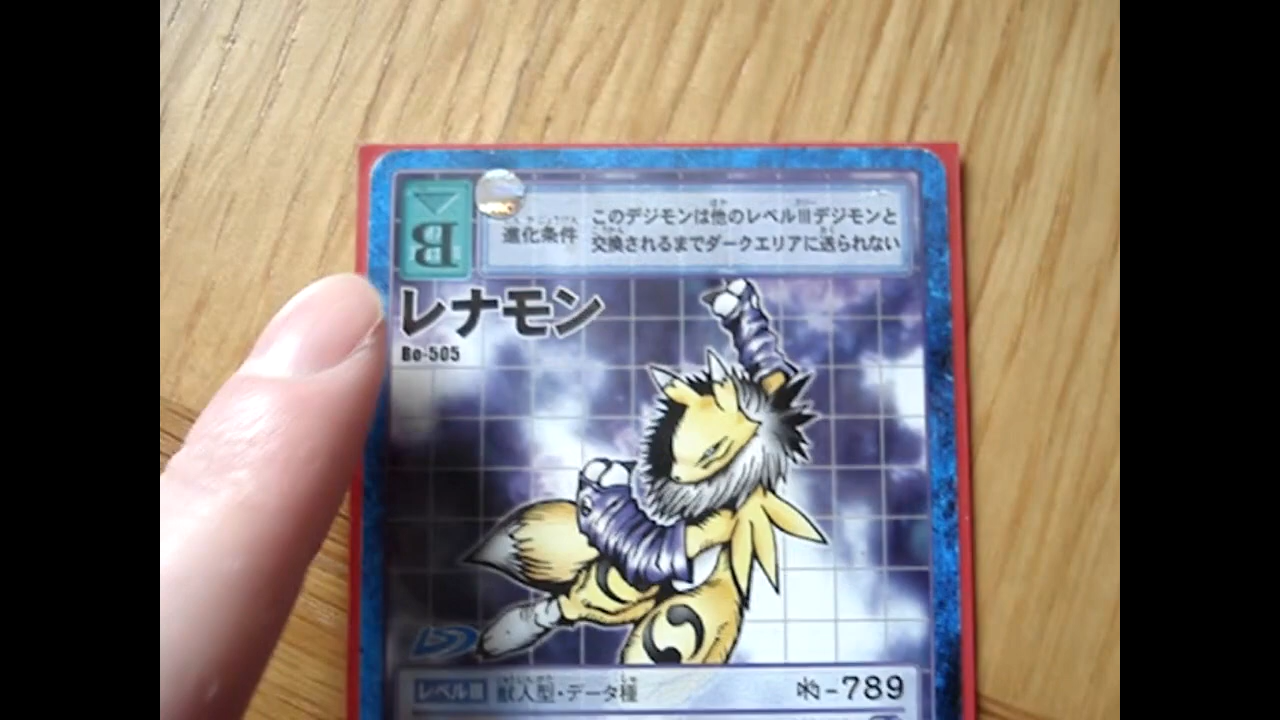 B
進化条件
このデジモンは他のレベルⅢデジモンと
交換されるまでダークエリアに送られない
レナモン
Bo-505
レベルⅢ
獣人型・データ種
-789